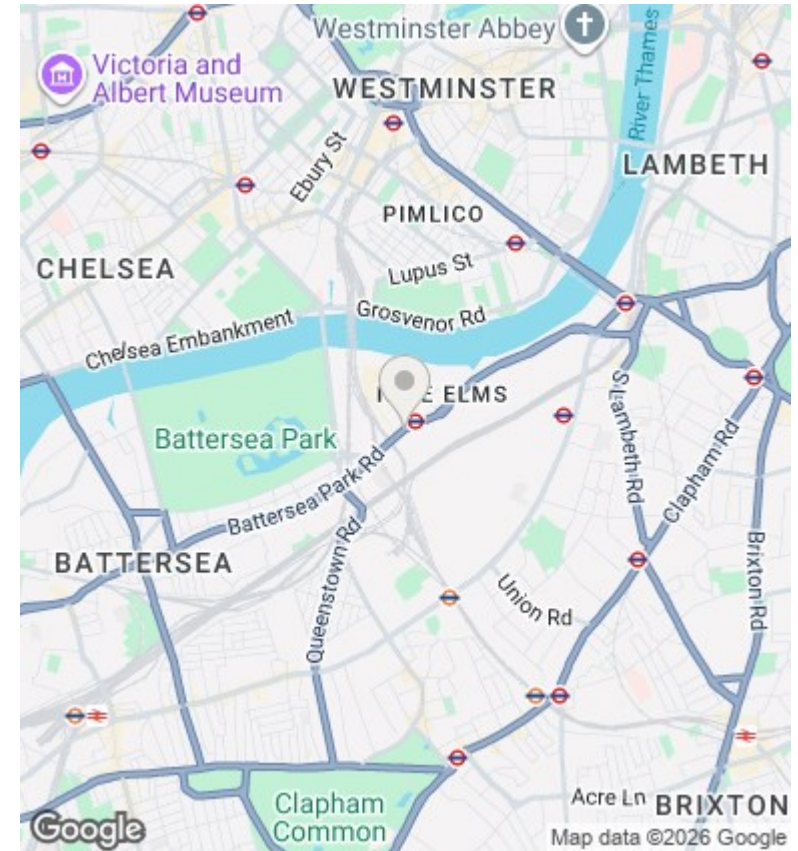 Westminster Abbey
Victoria and
Albert Museum
WESTMINSTER
River Thames
LAMBETH
Ebury St
PIMLICO
CHELSEA
Lupus St
Grosvenor Rd
Chelsea Embankment
E ELMS
Battersea Park
S Lambeth Rd
Clapham Rd
Battersea Park Rd
BATTERSEA
Queenstown Rd
Union Rd
Brixton Rd
Acre Ln
BRIXTON
Clapham
Common
Google
Map data ©2026 Google